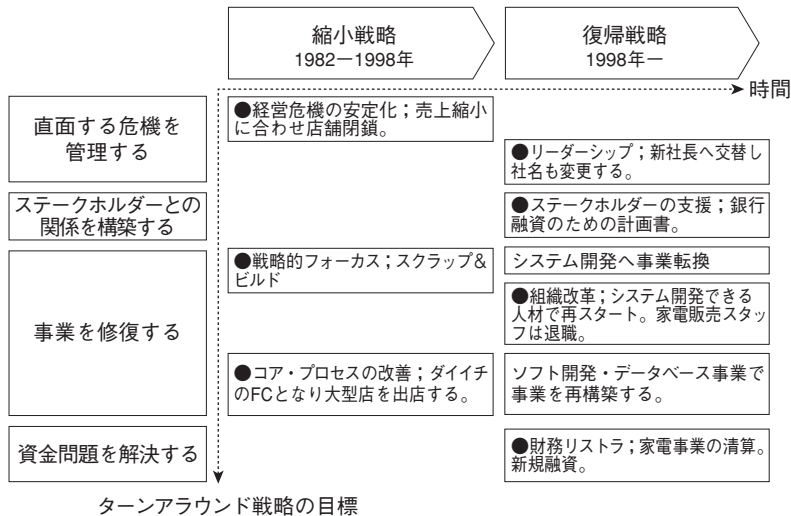 縮小戦略
1982－1998年
復帰戦略
1998年－
時間
直面する危機を
管理する
●経営危機の安定化；売上縮小
に合わせ店舗閉鎖。
●リーダーシップ；新社長へ交替し
社名も変更する。
ステークホルダーとの
関係を構築する
●ステークホルダーの支援；銀行
融資のための計画書。
事業を修復する
●戦略的フォーカス；スクラップ＆
ビルド
システム開発へ事業転換
●組織改革；システム開発できる
人材で再スタート。家電販売スタッ
フは退職。
●コア・プロセスの改善；ダイイチ
のFCとなり大型店を出店する。
ソフト開発・データベース事業で
事業を再構築する。
資金問題を解決する
●財務リストラ；家電事業の清算。
新規融資。
ターンアラウンド戦略の目標